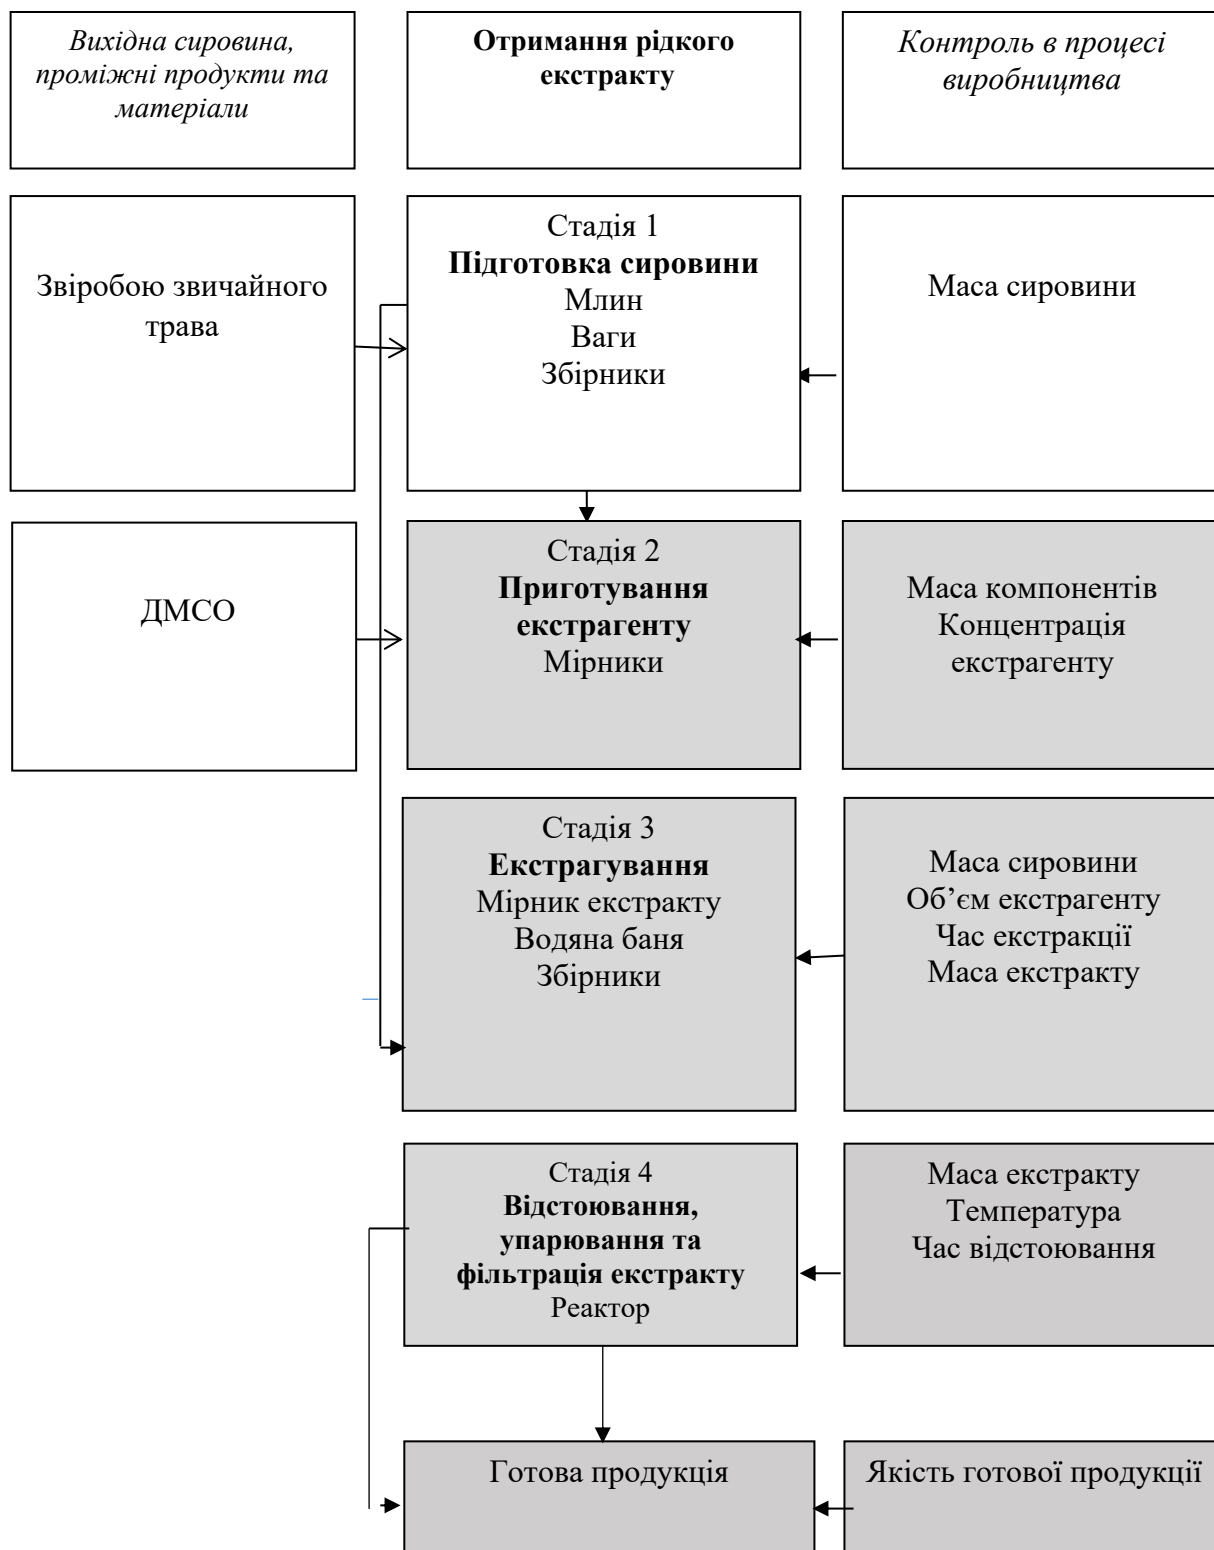 Вихідна сировина,
проміжні продукти та
матеріали
Отримання рідкого
екстракту
Контроль в процесі
виробництва
Звіробою звичайного
трава
Стадія 1
Підготовка сировини
Млин
Ваги
Збірники
Маса сировини
ДМСО
Стадія 2
Приготування
екстрагенту
Мірники
Маса компонентів
Концентрація
екстрагенту
Стадія 3
Екстрагування
Мірник екстракту
Водяна баня
Збірники
Маса сировини
Об’єм екстрагенту
Час екстракції
Маса екстракту
Стадія 4
Відстоювання,
упарювання та
фільтрація екстракту
Реактор
Маса екстракту
Температура
Час відстоювання
Готова продукція
Якість готової продукції